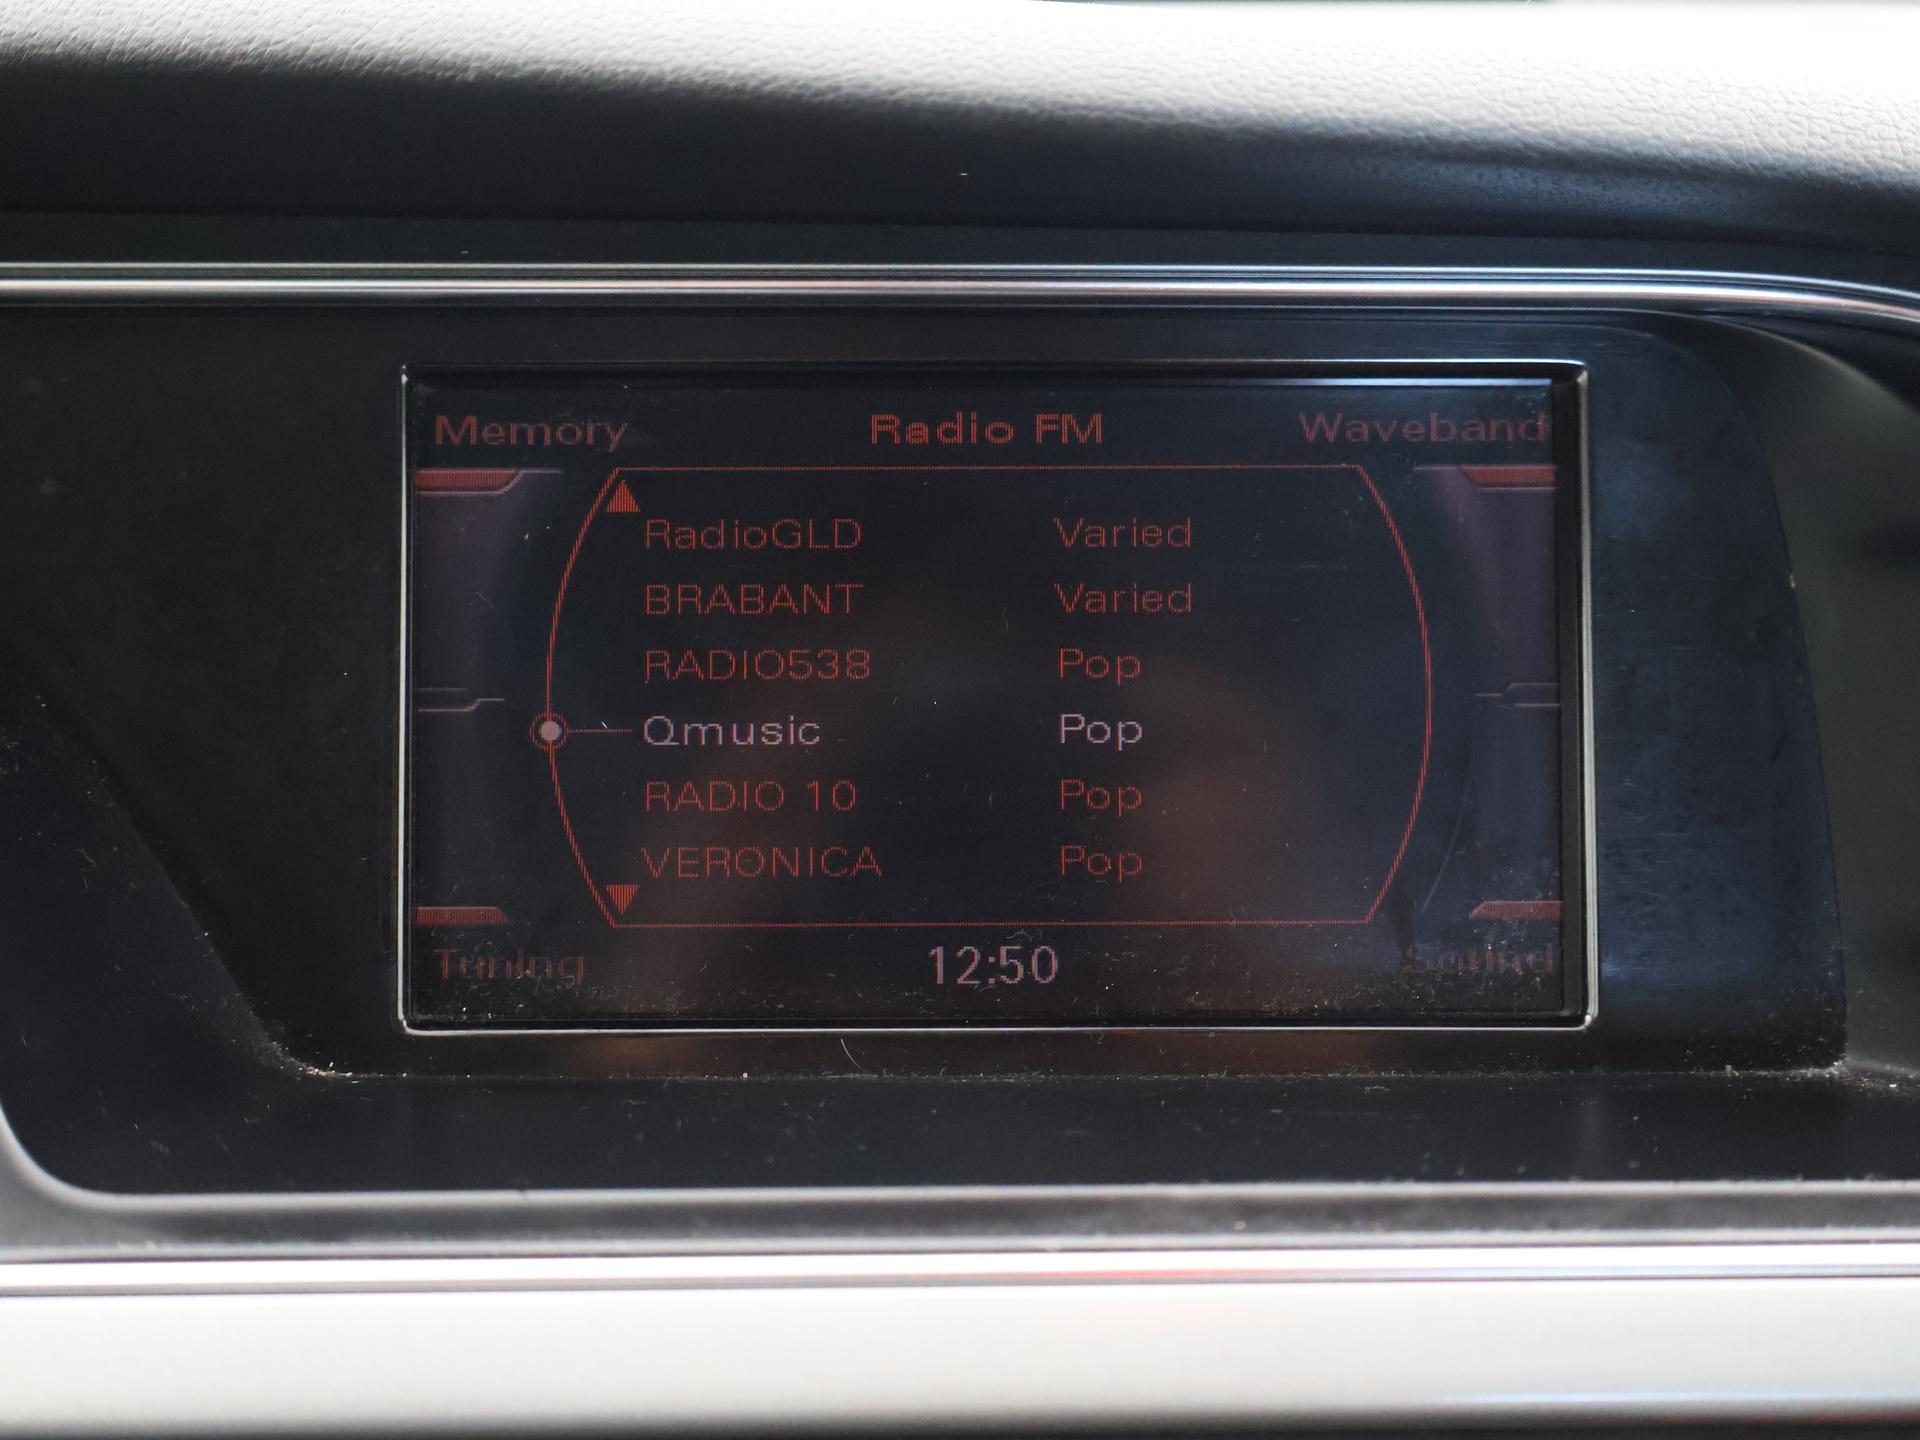 Memory Radio FM Waveband
RadioGLD Varied
BRABANT Varied
RADIO538 Pop
Qmusic Pop
RADIO 10 Pop
VERONICA Pop
Tuning 12:50 Sound